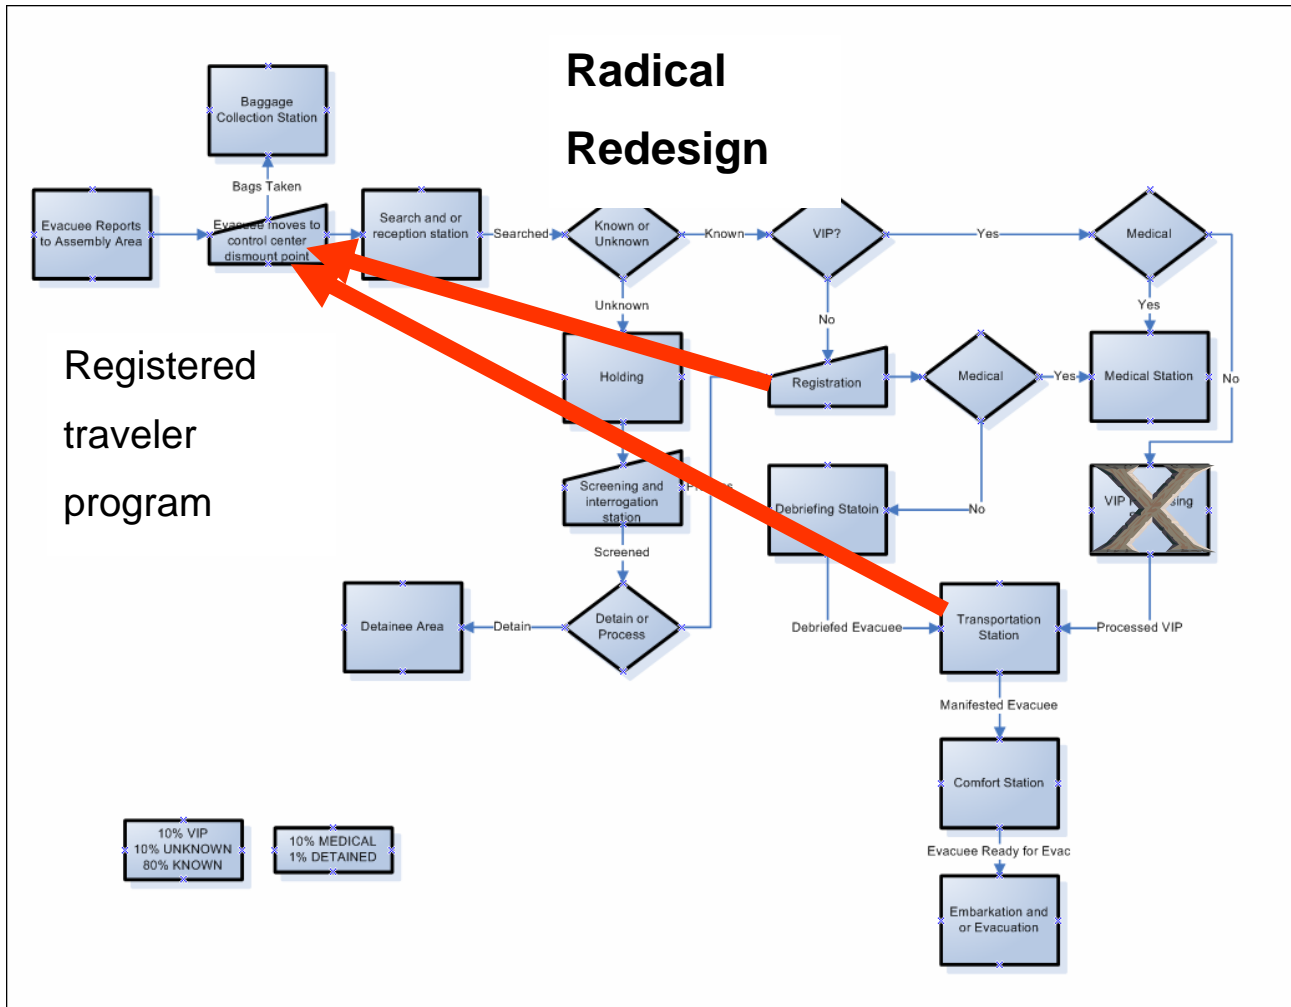 Radical
Redesign
Baggage
Collection Station
Bags Taken
Evacuee Reports
to Assembly Area
Evacuee moves to
control center
dismount point
Search and or
reception station
Searched
Known or
Unknown
Known
VIP?
Yes
Medical
Unknown
No
Yes
No
Registered
traveler
program
Holding
Registration
Medical
Yes
Medical Station
Screening and
interrogation
station
Debriefing Statoin
No
VIP
Screened
Detainee Area
Detain
Detain or
Process
Debriefed Evacuee
Transportation
Station
Processed VIP
Manifested Evacuee
Comfort Station
10% VIP
10% UNKNOWN
80% KNOWN
10% MEDICAL
1% DETAINED
Evacuee Ready for Evac
Embarkation and
or Evacuation